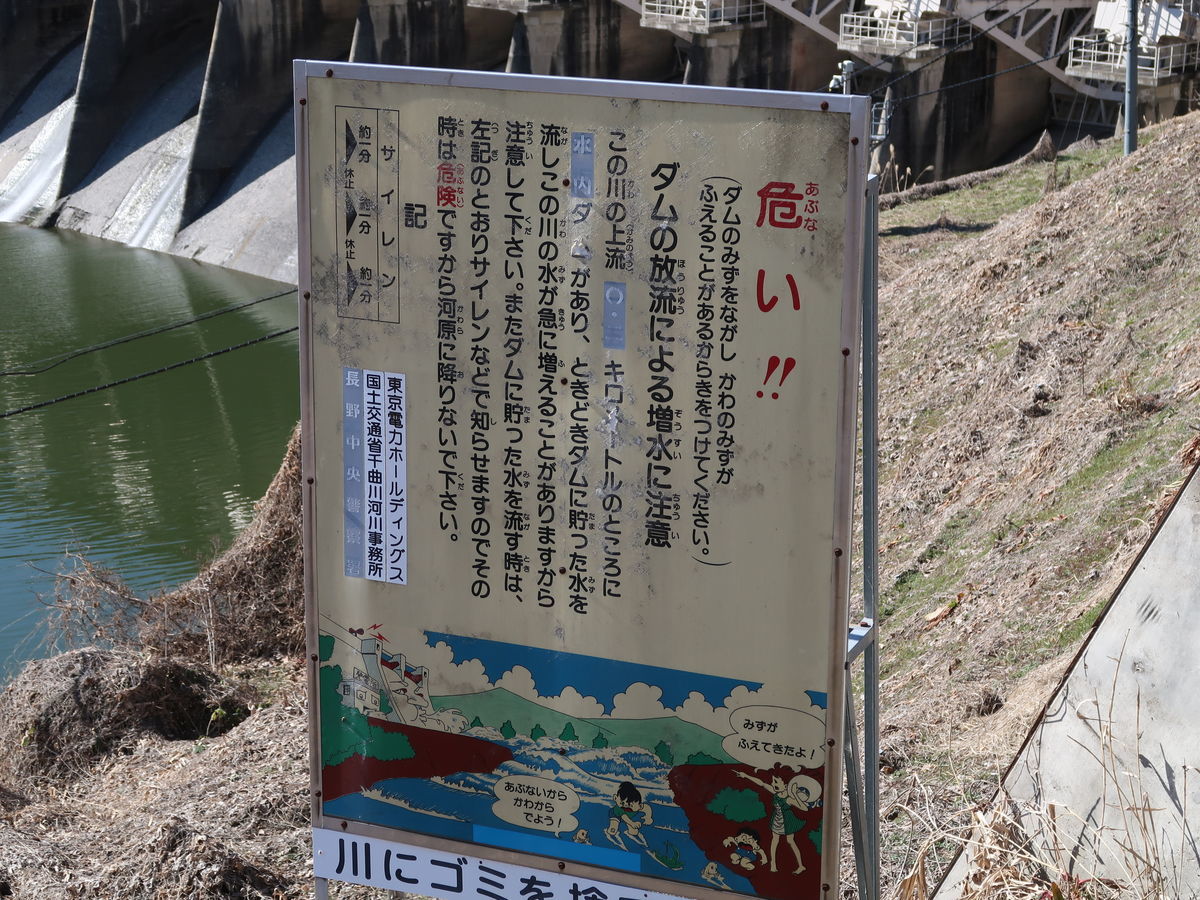 危い!!
(ダムのみずをながし かわのみずが
ふえることがあるからきをつけてください。)
ダムの放流による増水に注意
この川の上流 〇・二 キロメートルのところに
水内ダムがあり、ときどきダムに貯った水を
流しこの川の水が急に増えることがありますから
注意して下さい。またダムに貯った水を流す時は、
左記のとおりサイレンなどで知らせますのでその
時は危険ですから河原に降りないで下さい。
記
サイレン
約一分 休止 約一分 休止 約一分
東京電力ホールディングス
国土交通省千曲川河川事務所
長野中央警察署
みずが
ふえてきたよ!
あぶないから
かわから
でよう!
川にゴミを捨